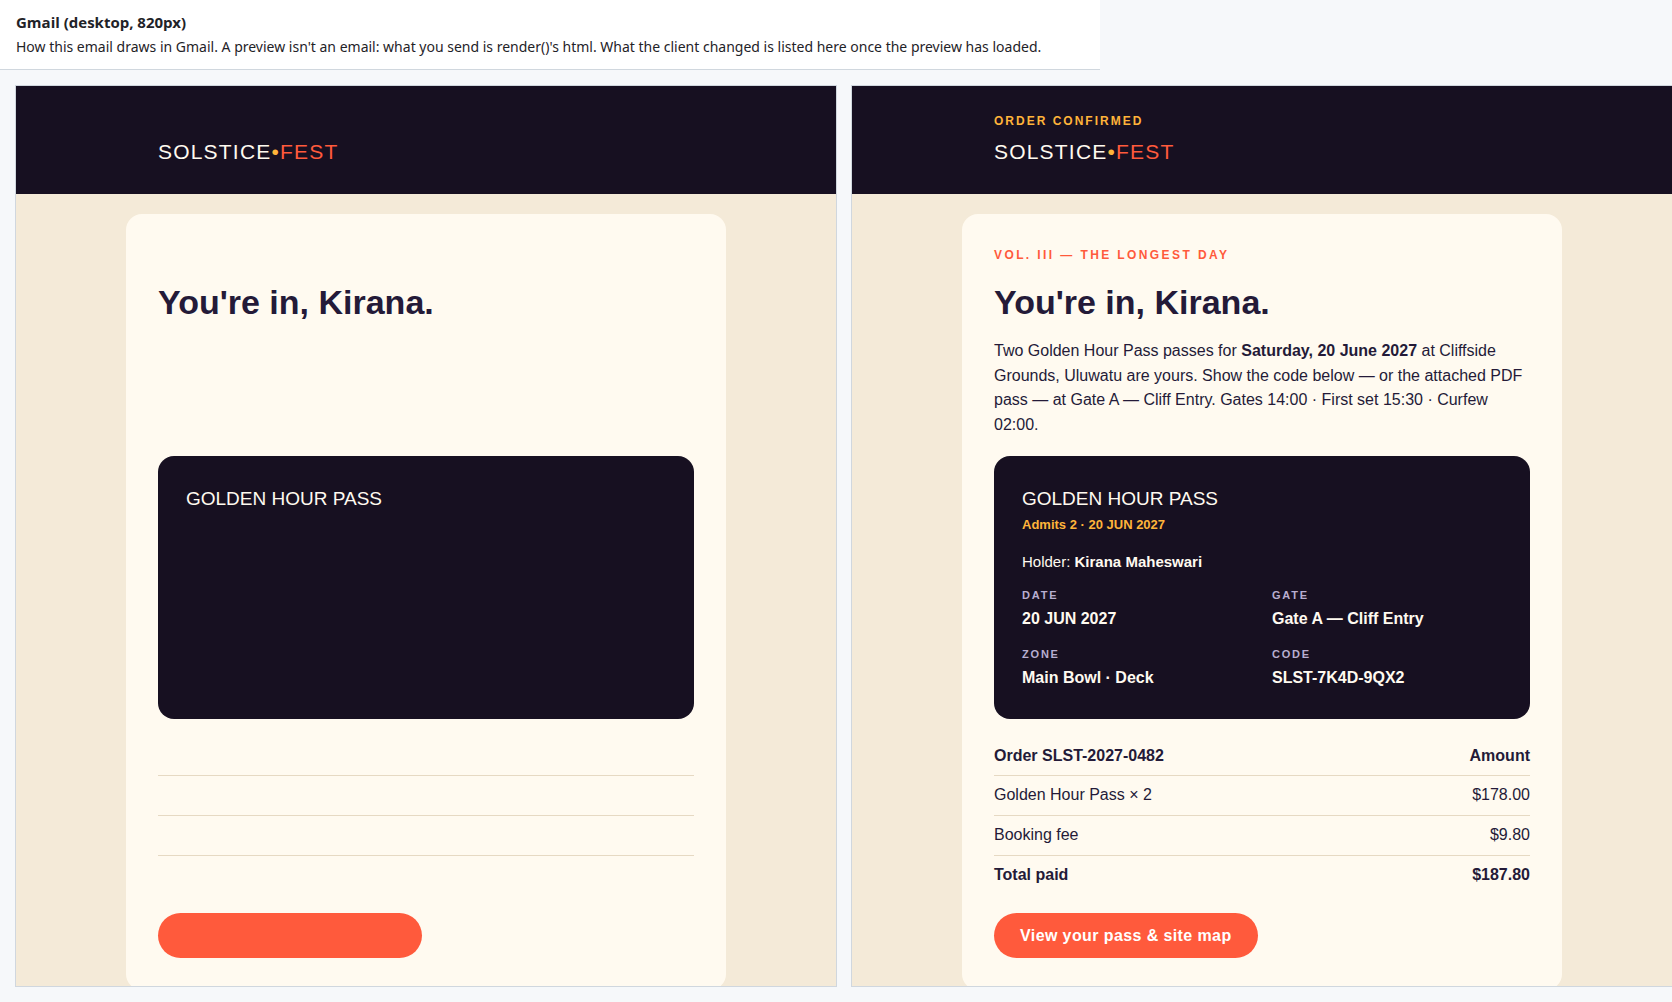 Gmail (desktop, 820px)
How this email draws in Gmail. A preview isn't an email: what you send is render()'s html. What the client changed is listed here once the preview has loaded.
SOLSTICE•FEST
You're in, Kirana.
GOLDEN HOUR PASS
ORDER CONFIRMED
SOLSTICE•FEST
VOL. III — THE LONGEST DAY
You're in, Kirana.
Two Golden Hour Pass passes for Saturday, 20 June 2027 at Cliffside
Grounds, Uluwatu are yours. Show the code below — or the attached PDF
pass — at Gate A — Cliff Entry. Gates 14:00 · First set 15:30 · Curfew
02:00.
GOLDEN HOUR PASS
Admits 2 · 20 JUN 2027
Holder: Kirana Maheswari
DATE GATE
20 JUN 2027 Gate A — Cliff Entry
ZONE CODE
Main Bowl · Deck SLST-7K4D-9QX2
Order SLST-2027-0482 Amount
Golden Hour Pass × 2 $178.00
Booking fee $9.80
Total paid $187.80
View your pass & site map